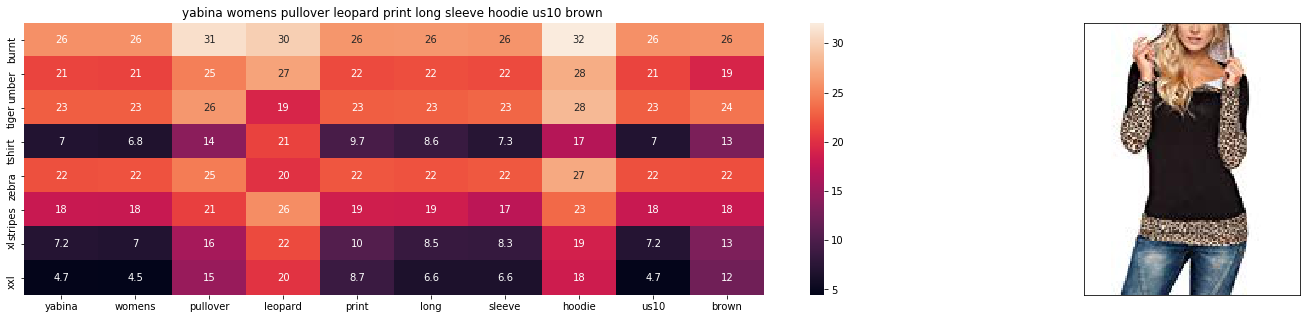 yabina womens pullover leopard print long sleeve hoodie us10 brown
burnt 26 26 31 30 26 26 26 32 26 26
umber 21 21 25 27 22 22 22 28 21 19
tiger 23 23 26 19 23 23 23 28 23 24
tshirt 7 6.8 14 21 9.7 8.6 7.3 17 7 13
zebra 22 22 25 20 22 22 22 27 22 22
stripes 18 18 21 26 19 19 17 23 18 18
xl 7.2 7 16 22 10 8.5 8.3 19 7.2 13
xxl 4.7 4.5 15 20 8.7 6.6 6.6 18 4.7 12
yabina womens pullover leopard print long sleeve hoodie us10 brown
30
25
20
15
10
5